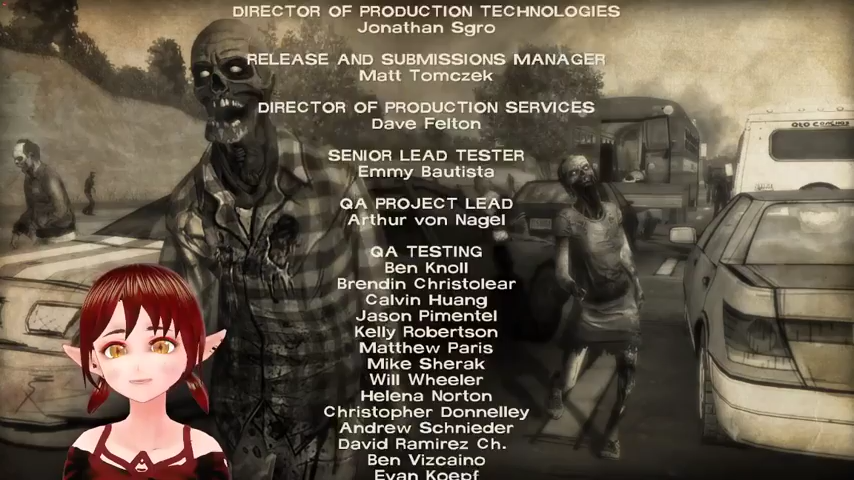 DIRECTOR OF PRODUCTION TECHNOLOGIES
Jonathan Sgro
RELEASE AND SUBMISSIONS MANAGER
Matt Tomczek
DIRECTOR OF PRODUCTION SERVICES
Dave Felton
SENIOR LEAD TESTER
Emmy Bautista
QA PROJECT LEAD
Arthur von Nagel
QA TESTING
Ben Knoll
Brendin Christolear
Calvin Huang
Jason Pimentel
Kelly Robertson
Matthew Paris
Mike Sherak
Will Wheeler
Helena Norton
Christopher Donnelley
Andrew Schnieder
David Ramirez Ch.
Ben Vizcaino
Evan Koepf